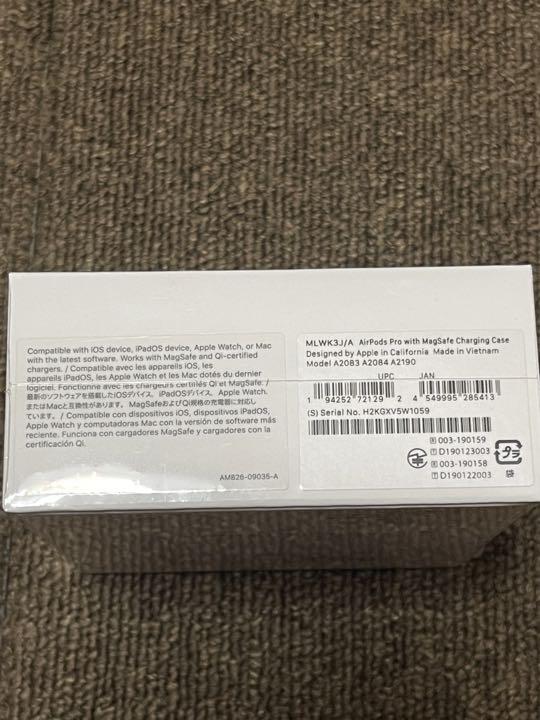 Compatible with iOS device, iPadOS device, Apple Watch, or Mac
with the latest software. Works with MagSafe and Qi-certified
chargers. / Compatible avec les appareils iOS, les
appareils iPadOS, les Apple Watch et les Mac dotés du dernier
logiciel. Fonctionne avec les chargeurs certifiés Qi et MagSafe. /
最新のソフトウェアを搭載したiOSデバイス、iPadOSデバイス、Apple Watch、
またはMacと互換性があります。MagSafeおよびQi規格の充電器に対応し
ています。 / Compatible con dispositivos iOS, dispositivos iPadOS,
Apple Watch y computadoras Mac con la versión de software más
reciente. Funciona con cargadores MagSafe y cargadores con la
certificación Qi.
AM826-09035-A
MLWK3J/A AirPods Pro with MagSafe Charging Case
Designed by Apple in California Made in Vietnam
Model A2083 A2084 A2190
UPC JAN
1 94252 72129 2 4 549995 285413
(S) Serial No. H2KGXV5W1059
R 003-190159
T D190123003
R 003-190158
T D190122003
プラ
袋